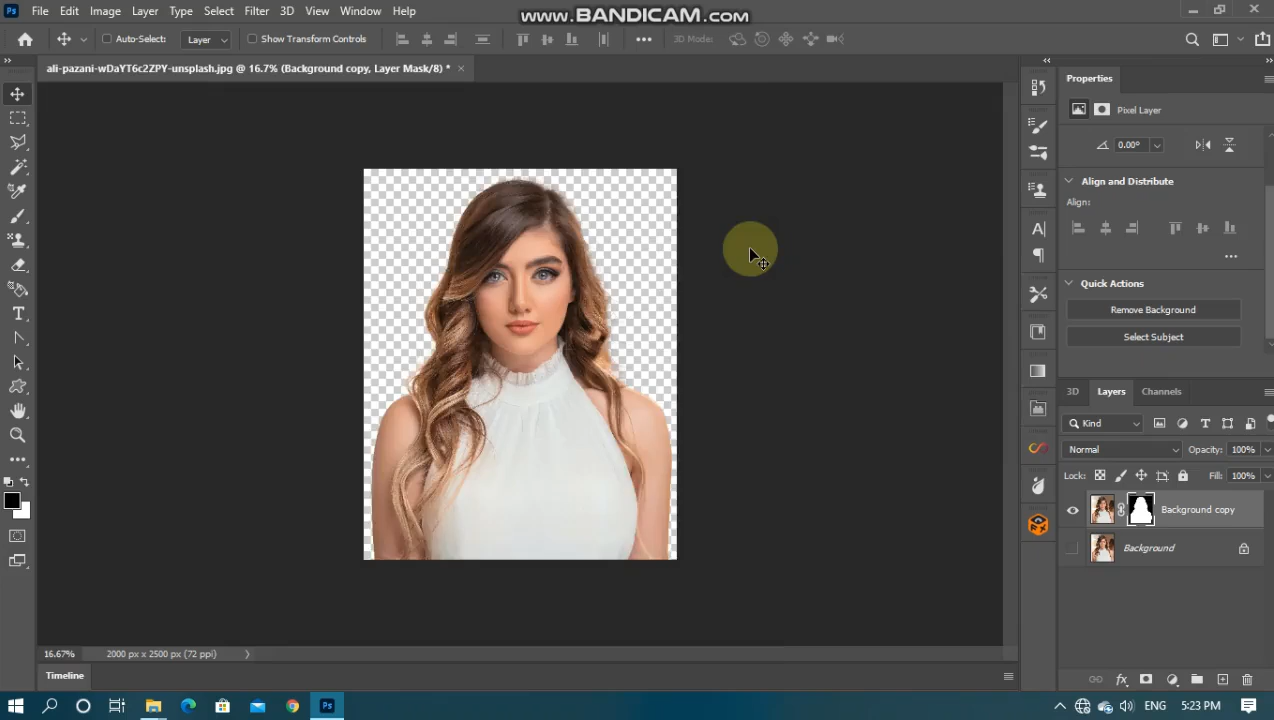 Ps File Edit Image Layer Type Select Filter 3D View Window Help
www.BANDICAM.com
Auto-Select: Layer Show Transform Controls 3D Mode:
ali-pazani-wDaYT6c2ZPY-unsplash.jpg @ 16.7% (Background copy, Layer Mask/8) *
Properties
Pixel Layer
0.00°
Align and Distribute
Align:
Quick Actions
Remove Background
Select Subject
3D Layers Channels
Kind
Normal Opacity: 100%
Lock: Fill: 100%
Background copy
Background
16.67% 2000 px x 2500 px (72 ppi)
Timeline
Ps ENG 5:23 PM